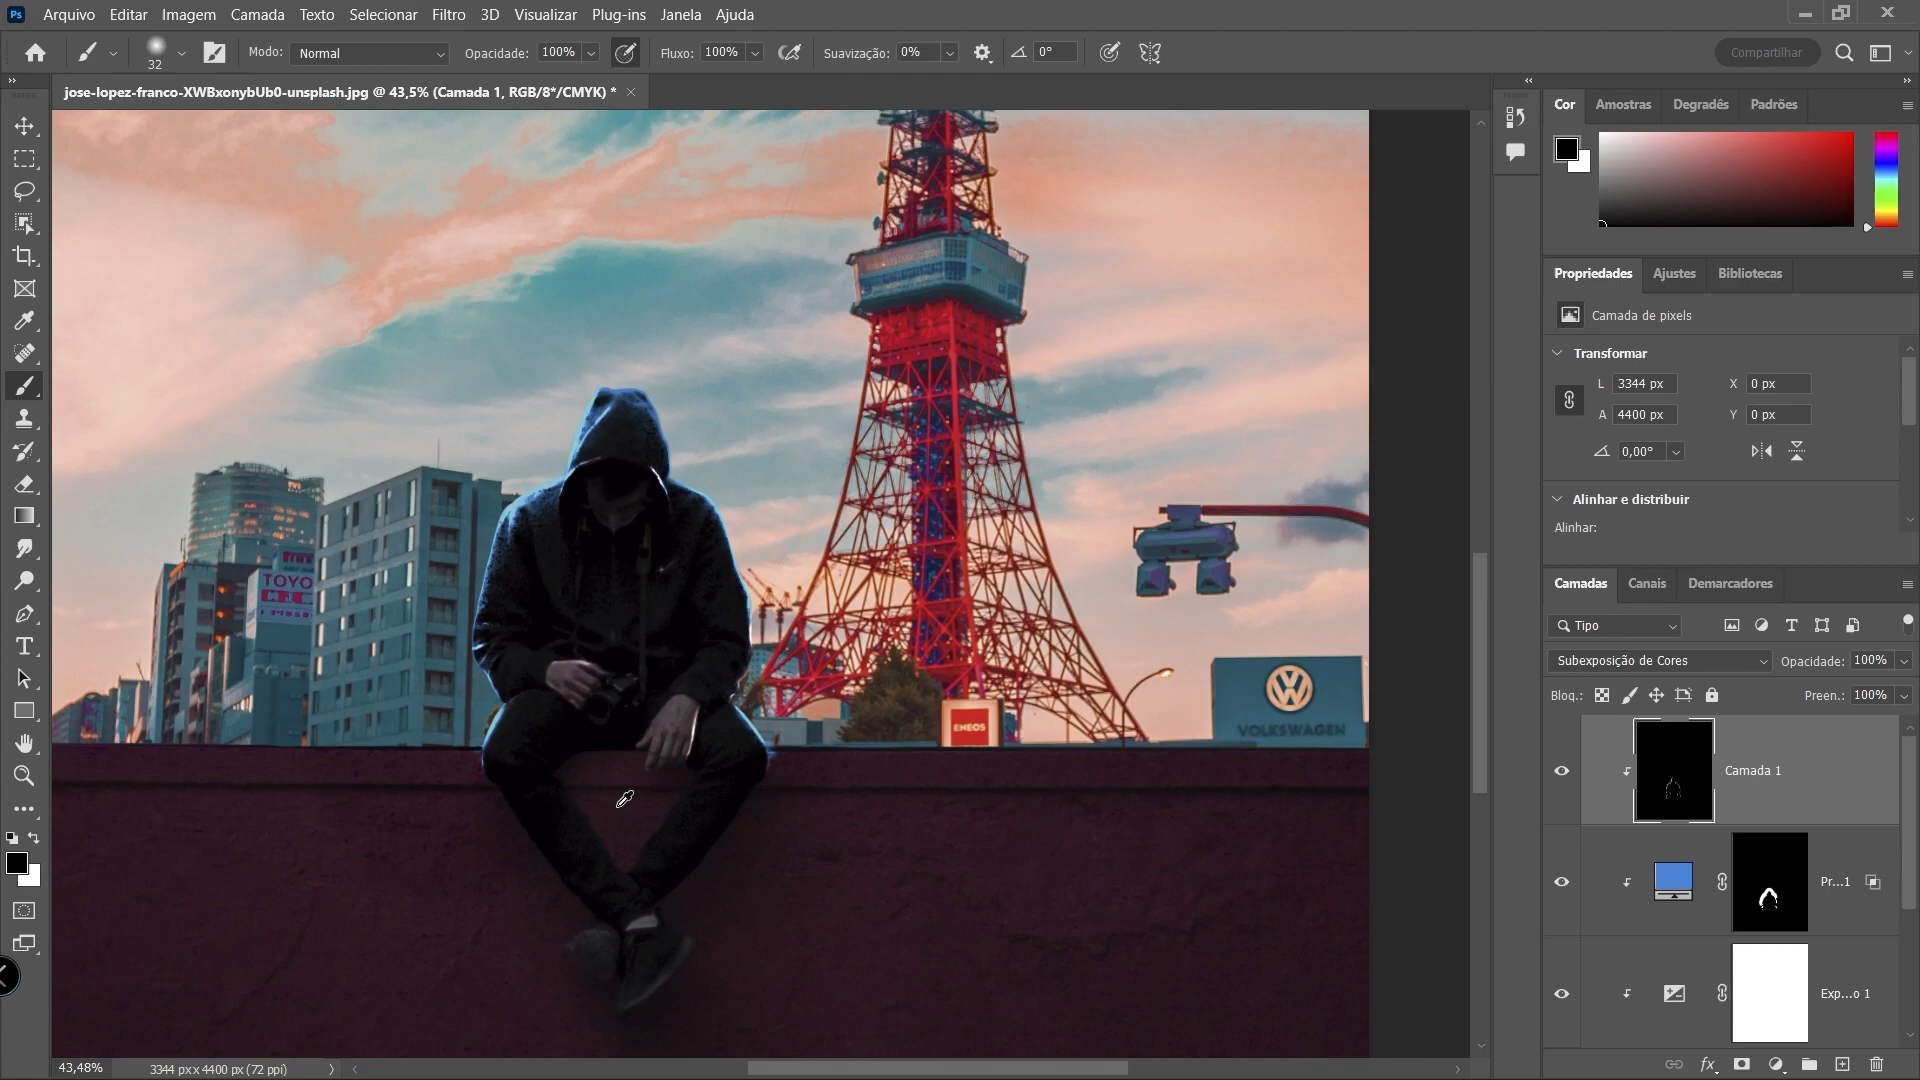 Ps Arquivo Editar Imagem Camada Texto Selecionar Filtro 3D Visualizar Plug-ins Janela Ajuda
32 Modo: Normal Opacidade: 100% Fluxo: 100% Suavização: 0% 0° Compartilhar
jose-lopez-franco-XWBxonybUb0-unsplash.jpg @ 43,5% (Camada 1, RGB/8*/CMYK) *
Cor Amostras Degradês Padrões
Propriedades Ajustes Bibliotecas
Camada de pixels
Transformar
L 3344 px X 0 px
A 4400 px Y 0 px
0,00°
Alinhar e distribuir
Alinhar:
TOYO
ENEOS
VOLKSWAGEN
Camadas Canais Demarcadores
Tipo
Subexposição de Cores Opacidade: 100%
Bloq.: Preen.: 100%
Camada 1
Pr...1
Exp...o 1
43,48% 3344 px x 4400 px (72 ppi)